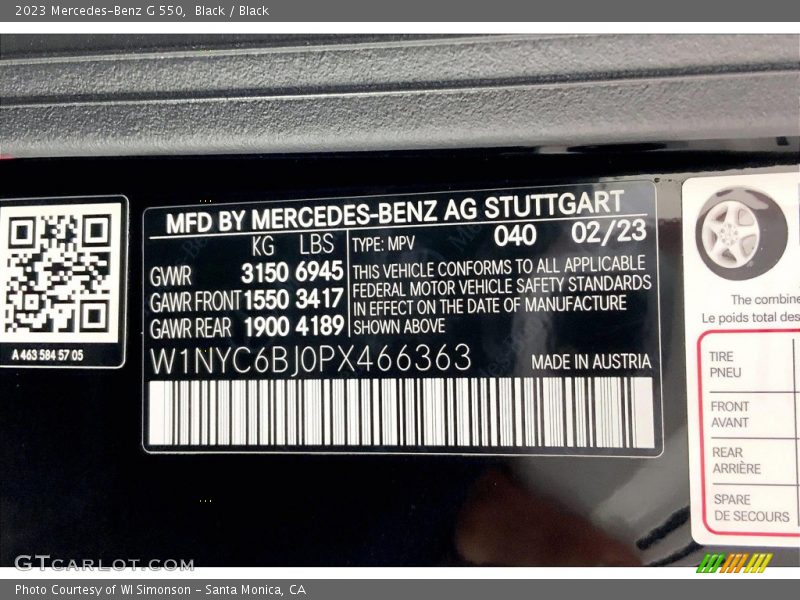 2023 Mercedes-Benz G 550, Black / Black
MFD BY MERCEDES-BENZ AG STUTTGART
KG LBS
GWR 3150 6945
GAWR FRONT 1550 3417
GAWR REAR 1900 4189
TYPE: MPV 040 02/23
THIS VEHICLE CONFORMS TO ALL APPLICABLE
FEDERAL MOTOR VEHICLE SAFETY STANDARDS
IN EFFECT ON THE DATE OF MANUFACTURE
SHOWN ABOVE
W1NYC6BJ0PX466363 MADE IN AUSTRIA
A 463 584 57 05
The combine
Le poids total des
TIRE
PNEU
FRONT
AVANT
REAR
ARRIÈRE
SPARE
DE SECOURS
GTcarlot.com
Photo Courtesy of WI Simonson - Santa Monica, CA